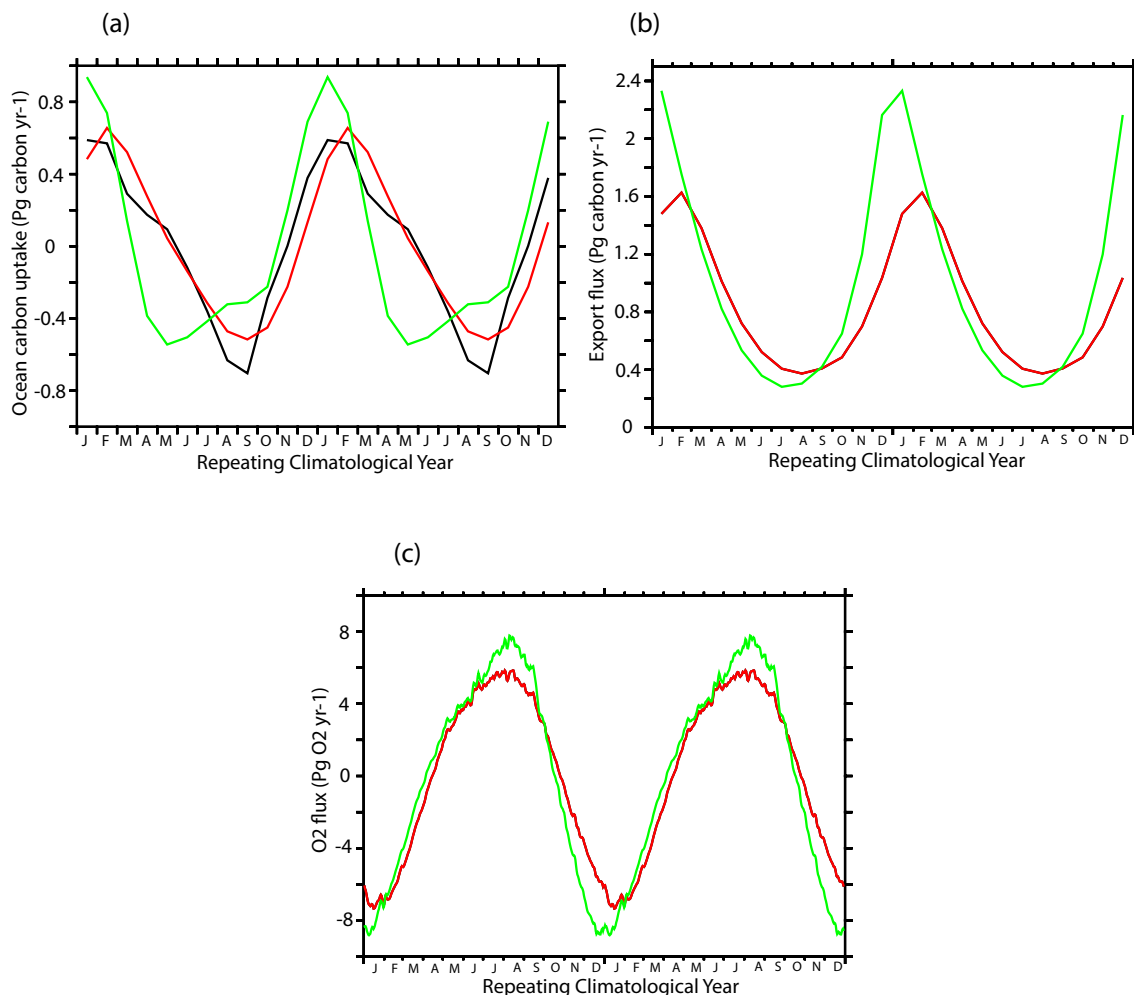 (a)
Ocean carbon uptake (Pg carbon yr-1)
0.8
0.4
0
-0.4
-0.8
J F M A M J J A S O N D J F M A M J J A S O N D
Repeating Climatological Year
(b)
Export flux (Pg carbon yr-1)
2.4
2
1.6
1.2
0.8
0.4
0
J F M A M J J A S O N D J F M A M J J A S O N D
Repeating Climatological Year
(c)
O2 flux (Pg O2 yr-1)
8
4
0
-4
-8
J F M A M J J A S O N D J F M A M J J A S O N D
Repeating Climatological Year